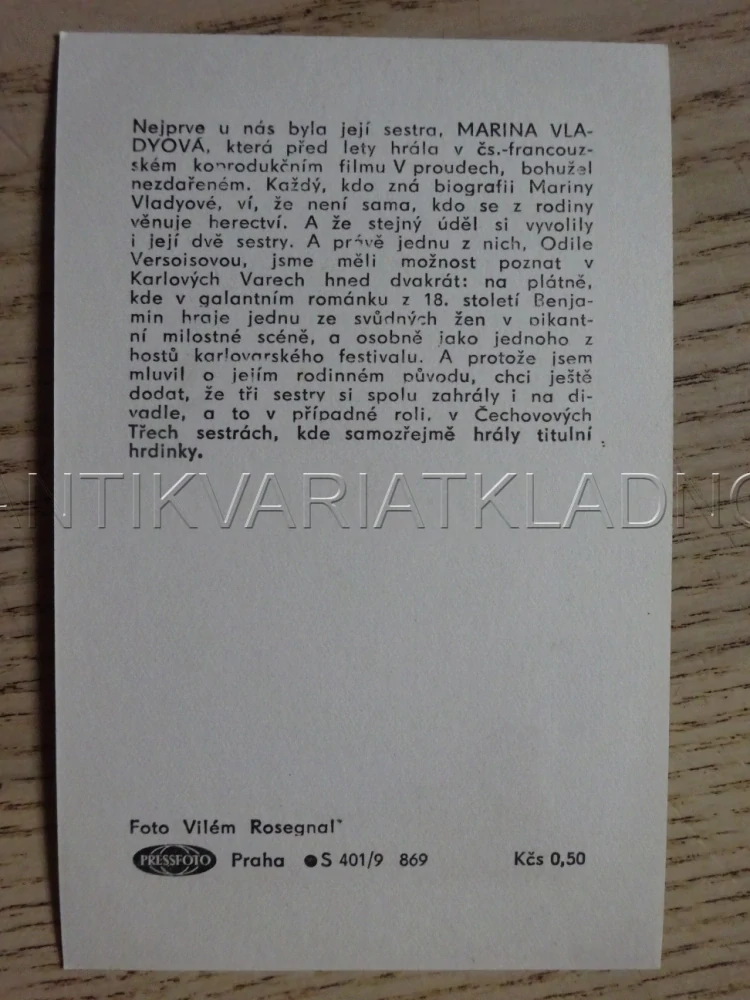 Nejprve u nás byla její sestra, MARINA VLA-
DYOVÁ, která před lety hrála v čs.-francouz-
ském koprodukčním filmu V proudech, bohužel
nezdařeném. Každý, kdo zná biografii Mariny
Vladyové, ví, že není sama, kdo se z rodiny
věnuje herectví. A že stejný úděl si vyvolily
i její dvě sestry. A právě jednu z nich, Odile
Versoisovou, jsme měli možnost poznat v
Karlových Varech hned dvakrát: na plátně,
kde v galantním románku z 18. století Benja-
min hraje jednu ze svůdných žen v pikant-
ní milostné scéně, a osobně jako jednoho z
hostů karlovarského festivalu. A protože jsem
mluvil o jejím rodinném původu, chci ještě
dodat, že tři sestry si spolu zahrály i na di-
vadle, a to v případné roli. v Čechovových
Třech sestrách, kde samozřejmě hrály titulní
hrdinky.
ANTIKVARIATKLADNO
Foto Vilém Rosegnal
PRESSFOTO Praha ●S 401/9 869 Kčs 0,50